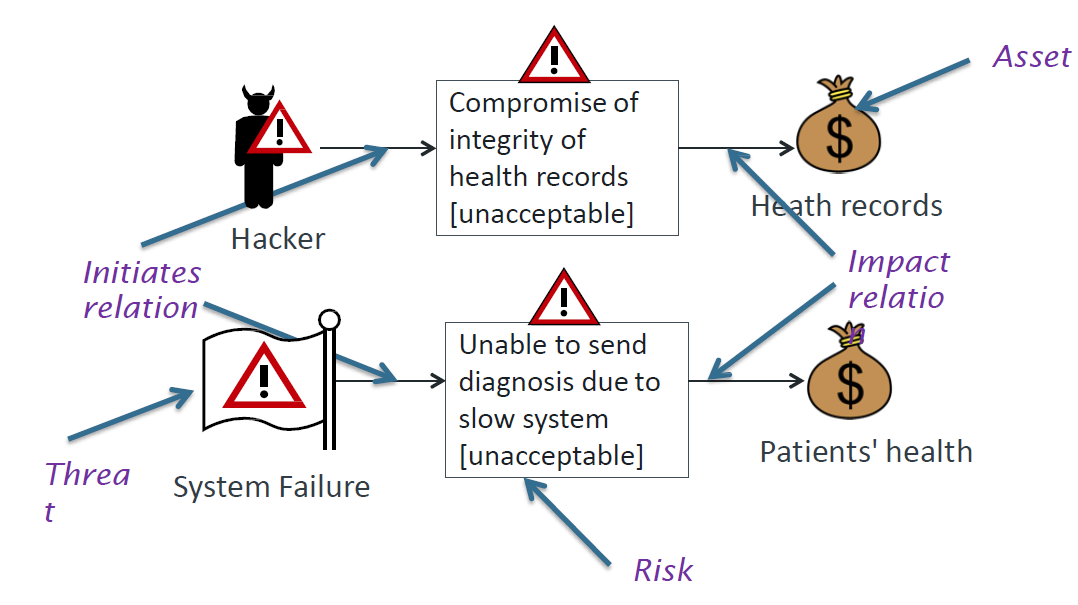 Asset
Compromise of
integrity of
health records
[unacceptable]
$
Heath records
Hacker
Initiates
relation
Impact
relatio
n
Unable to send
diagnosis due to
slow system
[unacceptable]
$
Patients' health
Threa
t
System Failure
Risk